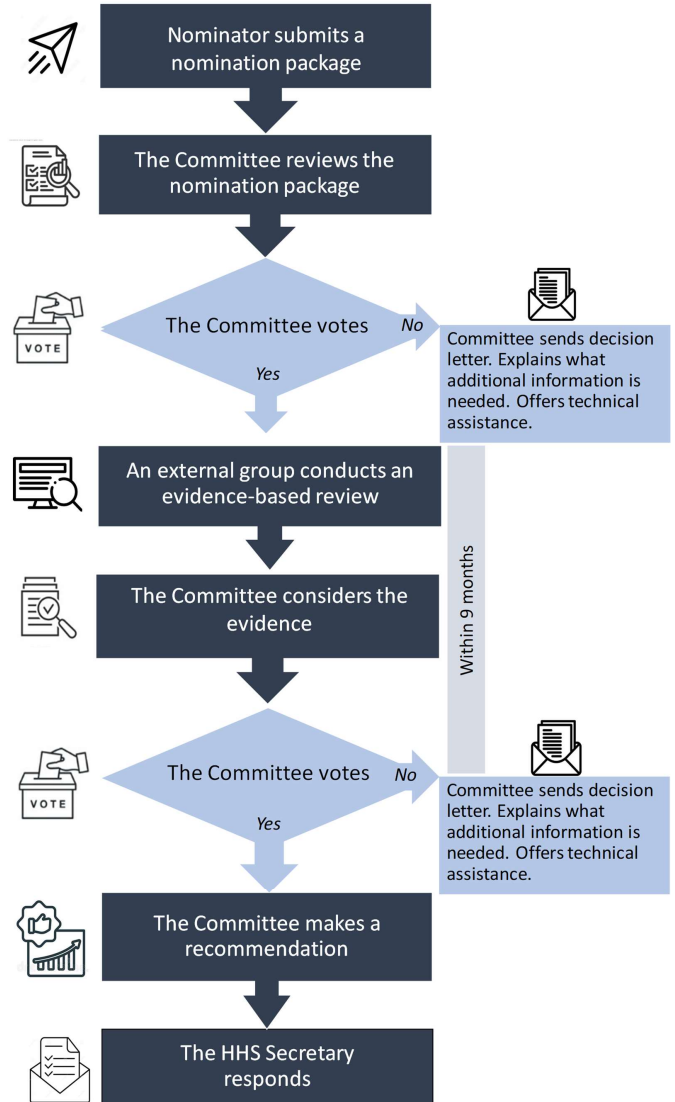 Nominator submits a
nomination package
The Committee reviews the
nomination package
The Committee votes
No
Yes
VOTE
Committee sends decision
letter. Explains what
additional information is
needed. Offers technical
assistance.
An external group conducts an
evidence-based review
The Committee considers the
evidence
Within 9 months
The Committee votes
No
Yes
VOTE
Committee sends decision
letter. Explains what
additional information is
needed. Offers technical
assistance.
The Committee makes a
recommendation
The HHS Secretary
responds